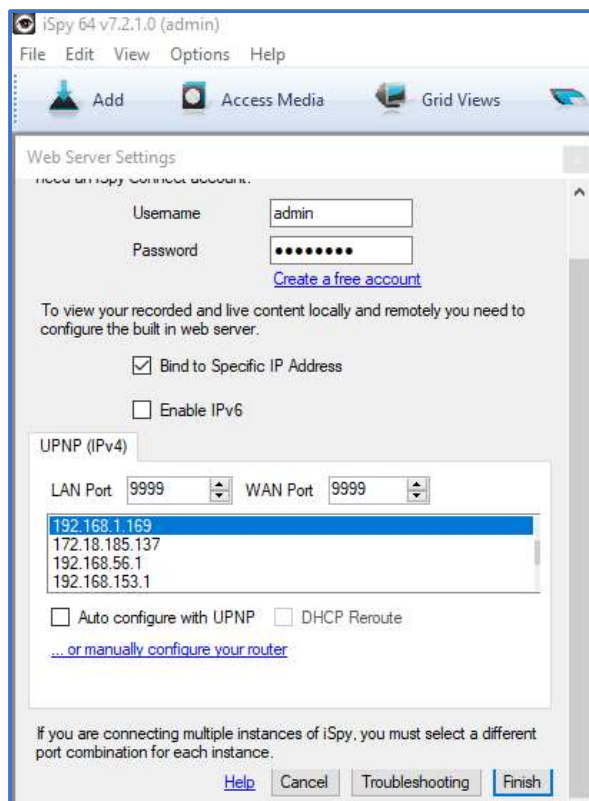 iSpy 64 v7.2.1.0 (admin)
File Edit View Options Help
Add Access Media Grid Views
Web Server Settings
need an iSpy Connect account.
Username admin
Password ••••••••
Create a free account
To view your recorded and live content locally and remotely you need to
configure the built in web server.
Bind to Specific IP Address
Enable IPv6
UPNP (IPv4)
LAN Port 9999 WAN Port 9999
192.168.1.169
172.18.185.137
192.168.56.1
192.168.153.1
Auto configure with UPNP DHCP Reroute
... or manually configure your router
If you are connecting multiple instances of iSpy, you must select a different
port combination for each instance.
Help Cancel Troubleshooting Finish